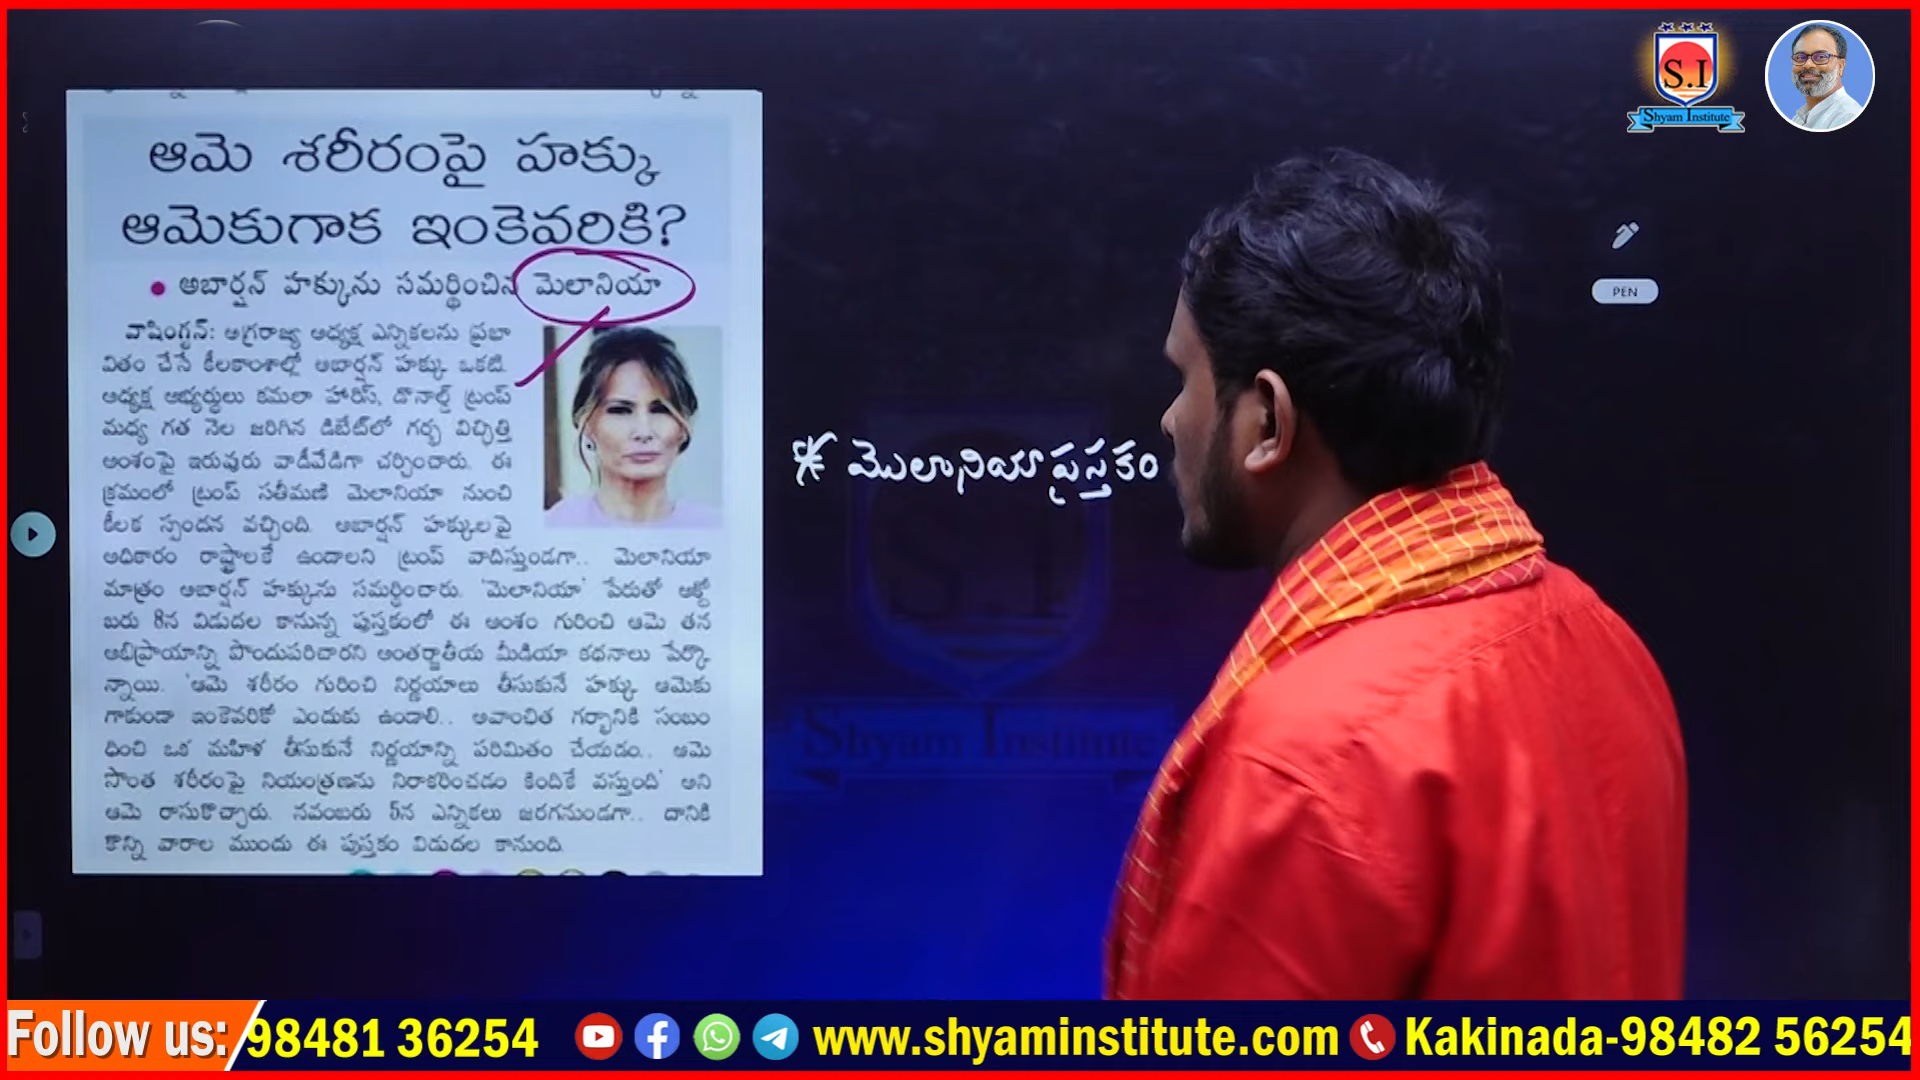 ఆమె శరీరంపై హక్కు
ఆమెకుగాక ఇంకెవరికి?
● అబార్షన్ హక్కును సమర్థించిన మెలానియా
వాషింగ్టన్: అగ్రరాజ్య అధ్యక్ష ఎన్నికలను ప్రభా
వితం చేసే కీలకాంశాల్లో అబార్షన్ హక్కు ఒకటి.
అధ్యక్ష అభ్యర్థులు కమలా హారిస్, డొనాల్డ్ ట్రంప్
మధ్య గత నెల జరిగిన డిబేట్‌లో గర్భ విచ్ఛిత్తి
అంశంపై ఇరువురు వాడీవేడిగా చర్చించారు. ఈ
క్రమంలో ట్రంప్ సతీమణి మెలానియా నుంచి
కీలక స్పందన వచ్చింది. అబార్షన్ హక్కులపై
అధికారం రాష్ట్రాలకే ఉండాలని ట్రంప్ వాదిస్తుండగా.. మెలానియా
మాత్రం అబార్షన్ హక్కును సమర్థించారు. 'మెలానియా' పేరుతో అక్టో
బరు 8న విడుదల కానున్న పుస్తకంలో ఈ అంశం గురించి ఆమె తన
అభిప్రాయాన్ని పొందుపరిచారని అంతర్జాతీయ మీడియా కథనాలు పేర్కొ
న్నాయి. 'ఆమె శరీరం గురించి నిర్ణయాలు తీసుకునే హక్కు ఆమెకు
గాకుండా ఇంకెవరికో ఎందుకు ఉండాలి.. అవాంఛిత గర్భానికి సంబం
ధించి ఒక మహిళ తీసుకునే నిర్ణయాన్ని పరిమితం చేయడం.. ఆమె
సొంత శరీరంపై నియంత్రణను నిరాకరించడం కిందికే వస్తుంది' అని
ఆమె రాసుకొచ్చారు. నవంబరు 5న ఎన్నికలు జరగనుండగా.. దానికి
కొన్ని వారాల ముందు ఈ పుస్తకం విడుదల కానుంది.
* మొలానియా పుస్తకం
S.I
Shyam Institute
PEN
Shyam Institute
Follow us: 98481 36254 www.shyaminstitute.com Kakinada-98482 56254